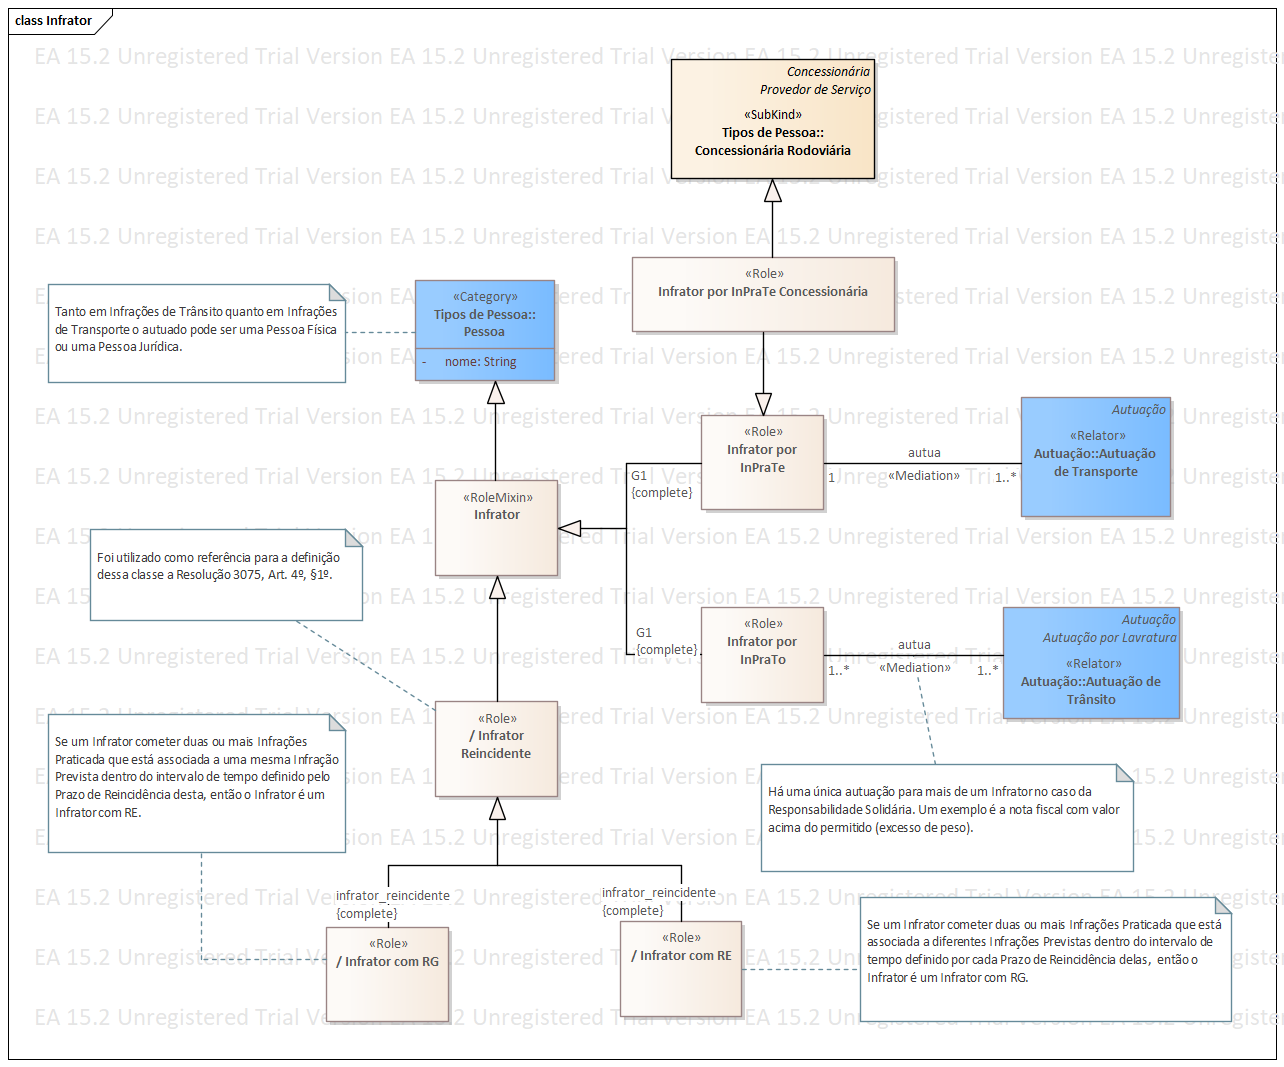 class Infrator
EA 15.2 Unregistered Trial Version EA 15.2 Unregistered Trial Version EA 15.2 Unregistered Trial Version EA 15.2 Unregiste
Concessionária
Provedor de Serviço
«SubKind»
Tipos de Pessoa::
Concessionária Rodoviária
«Role»
Infrator por InPraTe Concessionária
Tanto em Infrações de Trânsito quanto em Infrações
de Transporte o autuado pode ser uma Pessoa Física
ou uma Pessoa Jurídica.
«Category»
Tipos de Pessoa::
Pessoa
- nome: String
«Role»
Infrator por
InPraTe
autua
«Mediation»
1
1..*
Autuação
«Relator»
Autuação::Autuação
de Transporte
G1
{complete}
«RoleMixin»
Infrator
Foi utilizado como referência para a definição
dessa classe a Resolução 3075, Art. 4º, §1º.
G1
{complete}
«Role»
Infrator por
InPraTo
autua
«Mediation»
1..*
1..*
Autuação
Autuação por Lavratura
«Relator»
Autuação::Autuação de
Trânsito
«Role»
/ Infrator
Reincidente
Se um Infrator cometer duas ou mais Infrações
Praticada que está associada a uma mesma Infração
Prevista dentro do intervalo de tempo definido pelo
Prazo de Reincidência desta, então o Infrator é um
Infrator com RE.
Há uma única autuação para mais de um Infrator no caso da
Responsabilidade Solidária. Um exemplo é a nota fiscal com valor
acima do permitido (excesso de peso).
infrator_reincidente
{complete}
infrator_reincidente
{complete}
«Role»
/ Infrator com RG
«Role»
/ Infrator com RE
Se um Infrator cometer duas ou mais Infrações Praticada que está
associada a diferentes Infrações Previstas dentro do intervalo de
tempo definido por cada Prazo de Reincidência delas, então o
Infrator é um Infrator com RG.